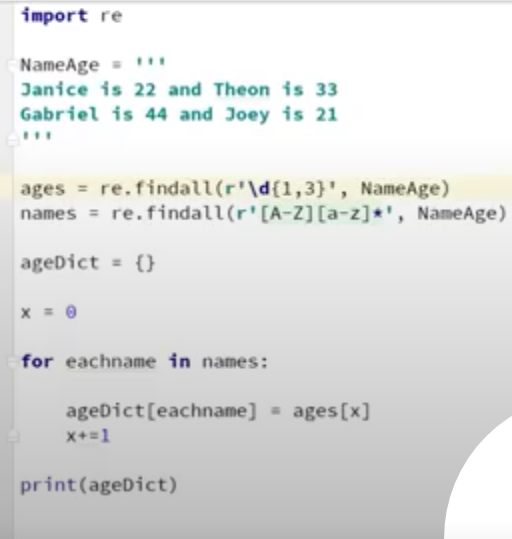 import re
NameAge = '''
Janice is 22 and Theon is 33
Gabriel is 44 and Joey is 21
'''
ages = re.findall(r'\d{1,3}', NameAge)
names = re.findall(r'[A-Z][a-z]*', NameAge)
ageDict = {}
x = 0
for eachname in names:
    ageDict[eachname] = ages[x]
    x+=1
print(ageDict)